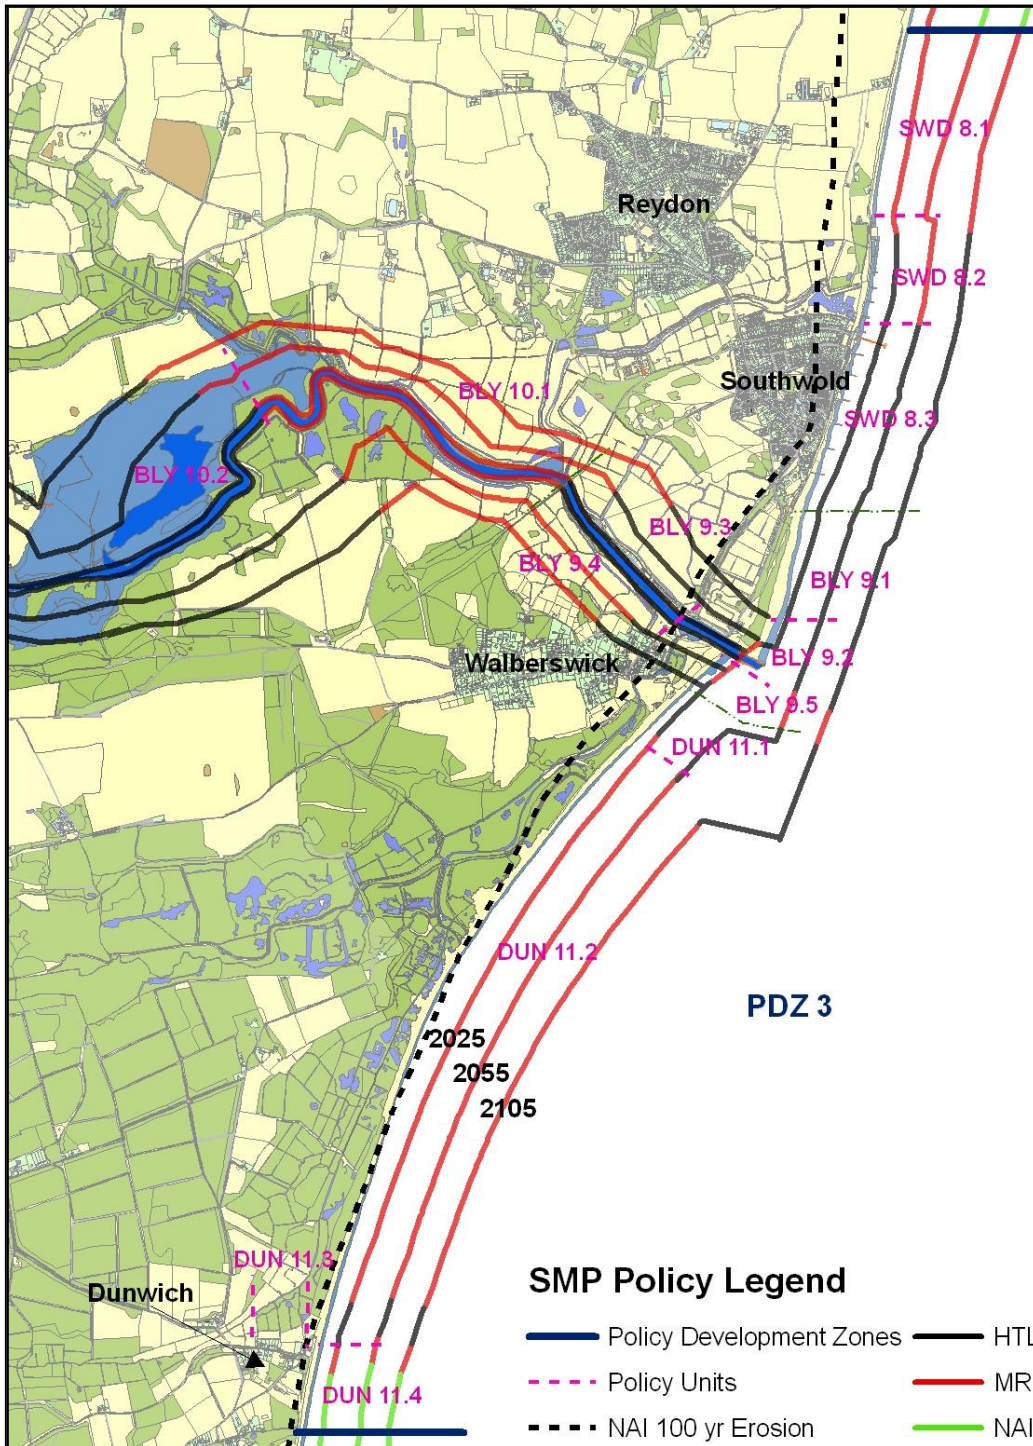 SWD 8.1
Reydon
SWD 8.2
Southwold
BLY 10.1
SWD 8.3
BLY 10.2
BLY 9.3
BLY 9.4
BLY 9.1
Walberswick
BLY 9.2
BLY 9.5
DUN 11.1
DUN 11.2
PDZ 3
2025
2055
2105
DUN 11.3
Dunwich
DUN 11.4
SMP Policy Legend
Policy Development Zones HTL
Policy Units MR
NAI 100 yr Erosion NAI